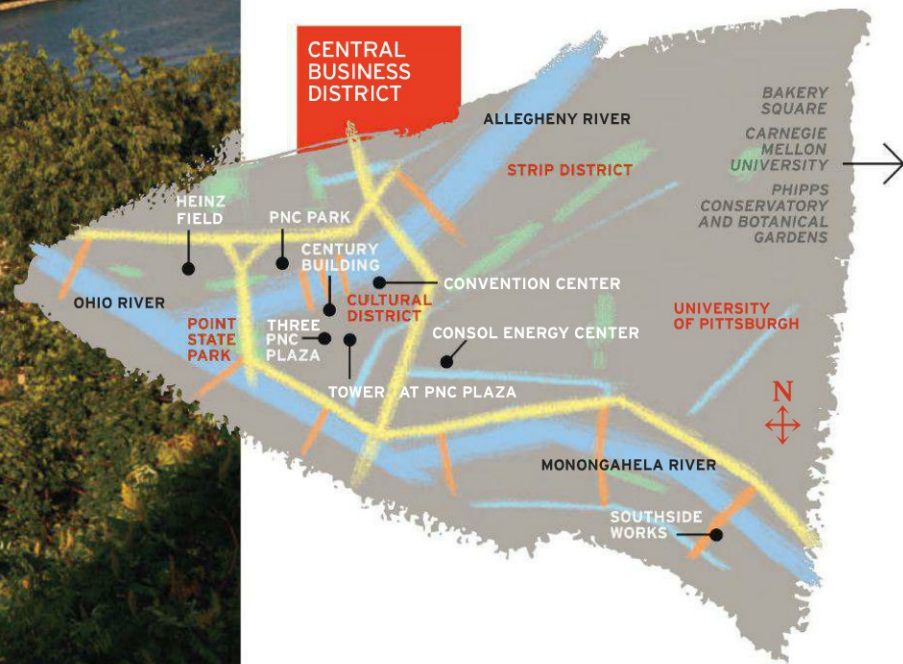 CENTRAL
BUSINESS
DISTRICT
ALLEGHENY RIVER
BAKERY
SQUARE
CARNEGIE
MELLON
UNIVERSITY
PHIPPS
CONSERVATORY
AND BOTANICAL
GARDENS
STRIP DISTRICT
HEINZ
FIELD
PNC PARK
CENTURY
BUILDING
CONVENTION CENTER
OHIO RIVER
CULTURAL
DISTRICT
POINT
STATE
PARK
THREE
PNC
PLAZA
CONSOL ENERGY CENTER
UNIVERSITY
OF PITTSBURGH
TOWER AT PNC PLAZA
N
MONONGAHELA RIVER
SOUTHSIDE
WORKS